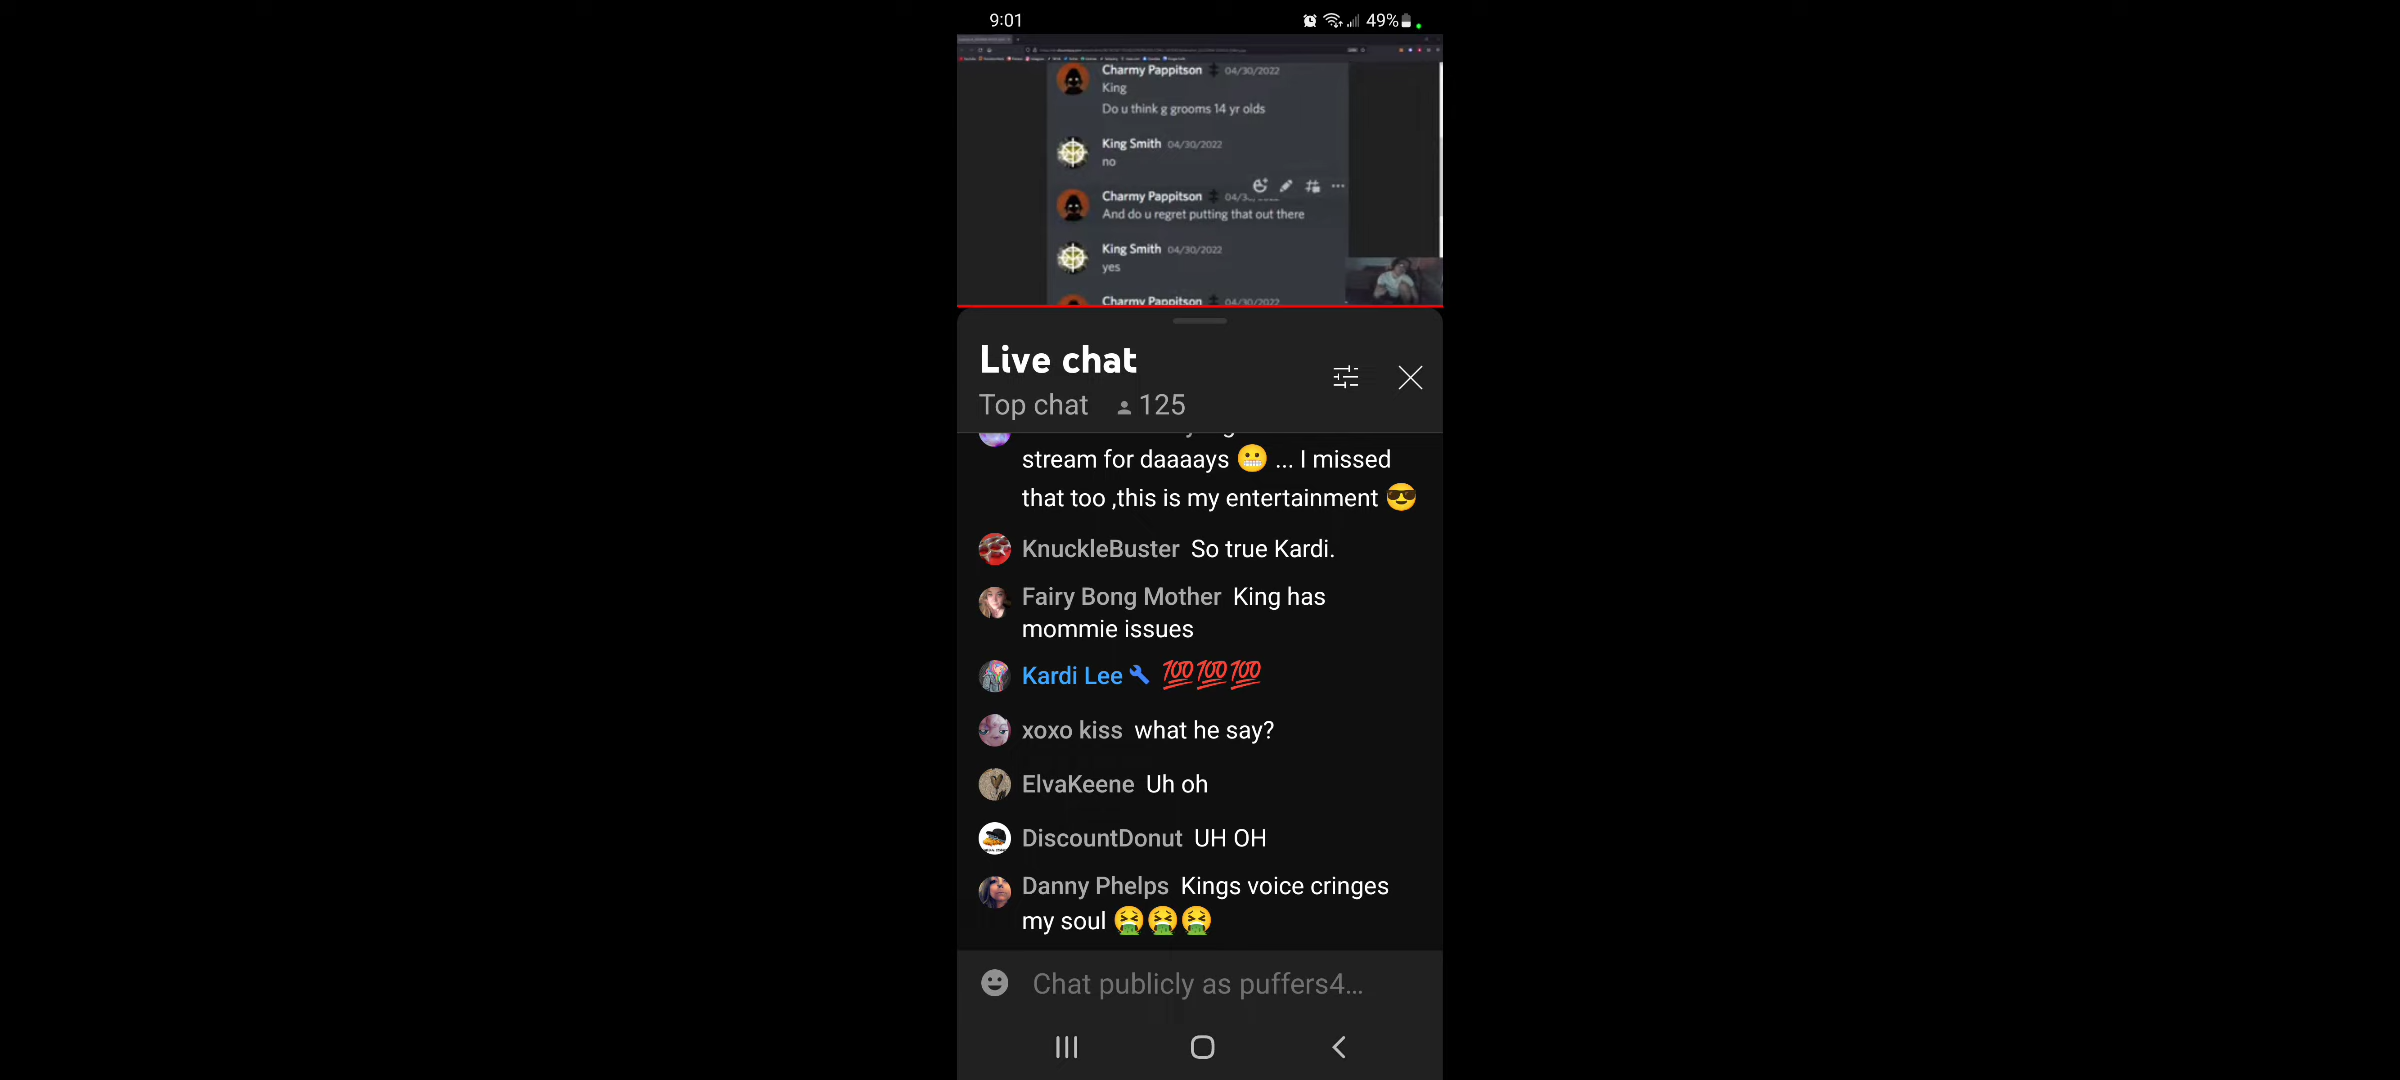 9:01
49%
Charmy Pappitson 04/30/2022
King
Do u think g grooms 14 yr olds
King Smith 04/30/2022
no
Charmy Pappitson
And do u regret putting that out there
King Smith 04/30/2022
yes
Charmy Pappitson 04/30/2022
Live chat
Top chat 125
stream for daaaays 😬 ... I missed
that too ,this is my entertainment 😎
KnuckleBuster So true Kardi.
Fairy Bong Mother King has
mommie issues
Kardi Lee 💯💯💯
xoxo kiss what he say?
ElvaKeene Uh oh
DiscountDonut UH OH
Danny Phelps Kings voice cringes
my soul 🤮🤮🤮
Chat publicly as puffers4...